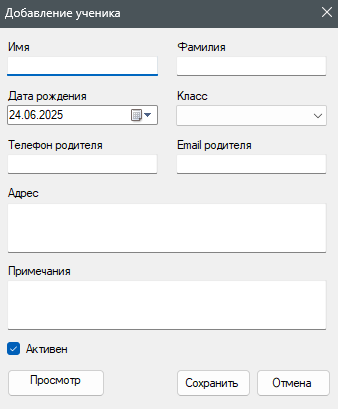 Добавление ученика
Имя Фамилия
Дата рождения Класс
24.06.2025
Телефон родителя Email родителя
Адрес
Примечания
Активен
Просмотр Сохранить Отмена